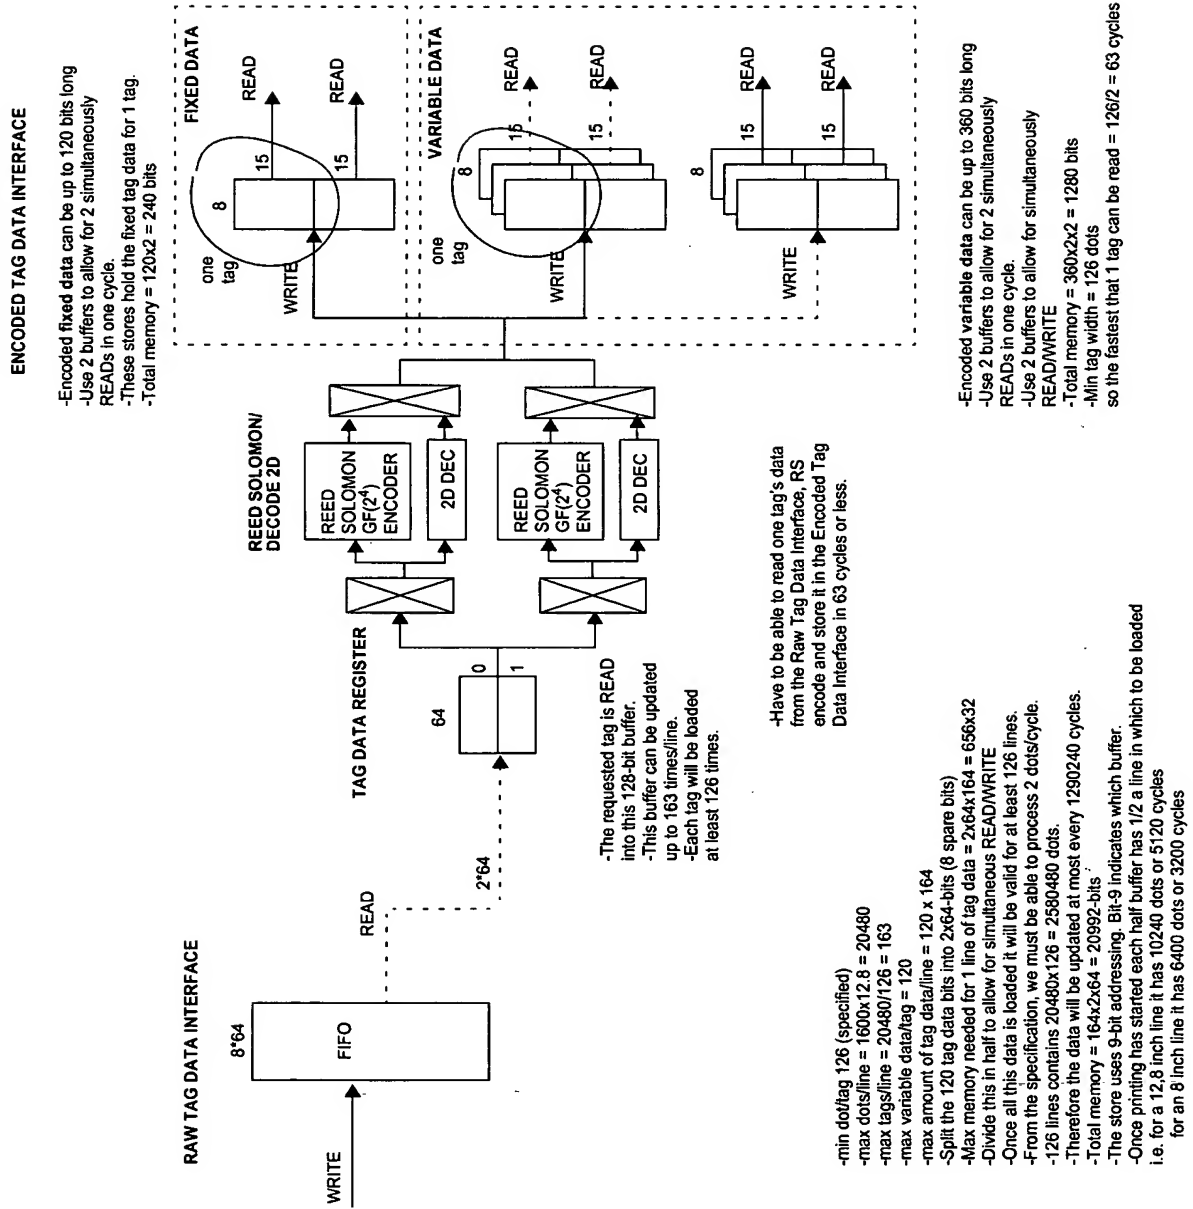 RAW TAG DATA INTERFACE
8*64
FIFO
WRITE
READ
2*64
-min dot/tag 126 (specified)
-max dots/line = 1600x12.8 = 20480
-max tags/line = 20480/126 = 163
-max variable data/tag = 120
-max amount of tag data/line = 120 x 164
-Split the 120 tag data bits into 2x64-bits (8 spare bits)
-Max memory needed for 1 line of tag data = 2x64x164 = 656x32
-Divide this in half to allow for simultaneous READ/WRITE
-Once all this data is loaded it will be valid for at least 126 lines.
-From the specification, we must be able to process 2 dots/cycle.
-126 lines contains 20480x126 = 2580480 dots.
-Therefore the data will be updated at most every 1290240 cycles.
-Total memory = 164x2x64 = 20992-bits
-The store uses 9-bit addressing. Bit-9 indicates which buffer.
-Once printing has started each half buffer has 1/2 a line in which to be loaded
i.e. for a 12,8 inch line it has 10240 dots or 5120 cycles
for an 8 inch line it has 6400 dots or 3200 cycles
TAG DATA REGISTER
64
0
1
-The requested tag is READ
into this 128-bit buffer.
-This buffer can be updated
up to 163 times/line.
-Each tag will be loaded
at least 126 times.
REED SOLOMON/
DECODE 2D
REED
SOLOMON
GF(2⁴)
ENCODER
2D DEC
REED
SOLOMON
GF(2⁴)
ENCODER
2D DEC
-Have to be able to read one tag's data
from the Raw Tag Data Interface, RS
encode and store it in the Encoded Tag
Data Interface in 63 cycles or less.
ENCODED TAG DATA INTERFACE
-Encoded fixed data can be up to 120 bits long
-Use 2 buffers to allow for 2 simultaneously
READs in one cycle.
-These stores hold the fixed tag data for 1 tag.
-Total memory = 120x2 = 240 bits
FIXED DATA
one
tag
8
15
READ
15
READ
WRITE
VARIABLE DATA
one
tag
8
15
READ
15
READ
WRITE
8
15
READ
15
READ
WRITE
-Encoded variable data can be up to 360 bits long
-Use 2 buffers to allow for 2 simultaneously
READs in one cycle.
-Use 2 buffers to allow for simultaneously
READ/WRITE
-Total memory = 360x2x2 = 1280 bits
-Min tag width = 126 dots
so the fastest that 1 tag can be read = 126/2 = 63 cycles